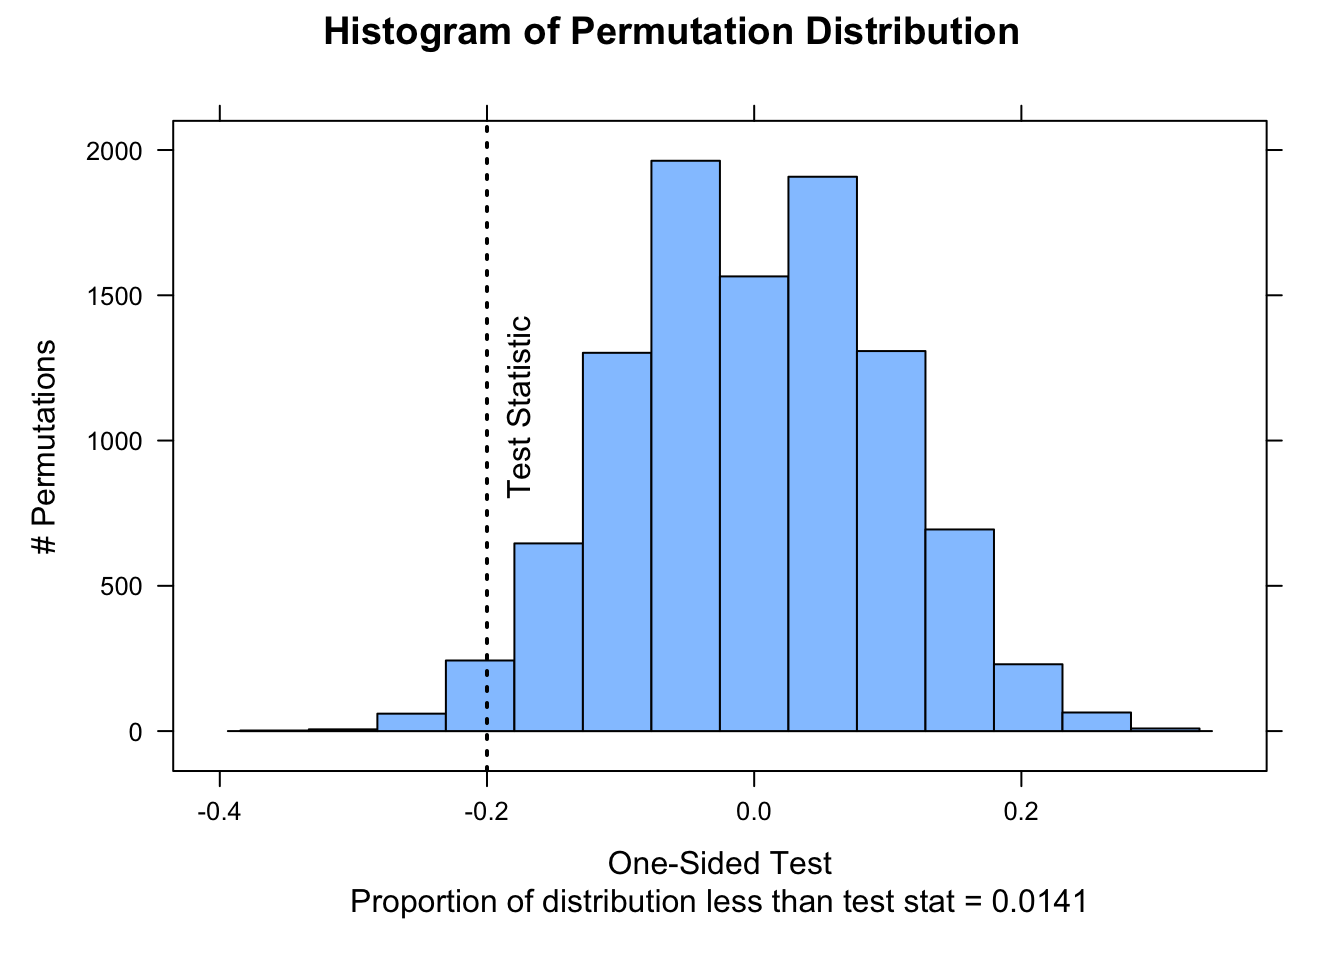 Histogram of Permutation Distribution
# Permutations
2000
1500
1000
500
0
Test Statistic
-0.4 -0.2 0.0 0.2
One-Sided Test
Proportion of distribution less than test stat = 0.0141